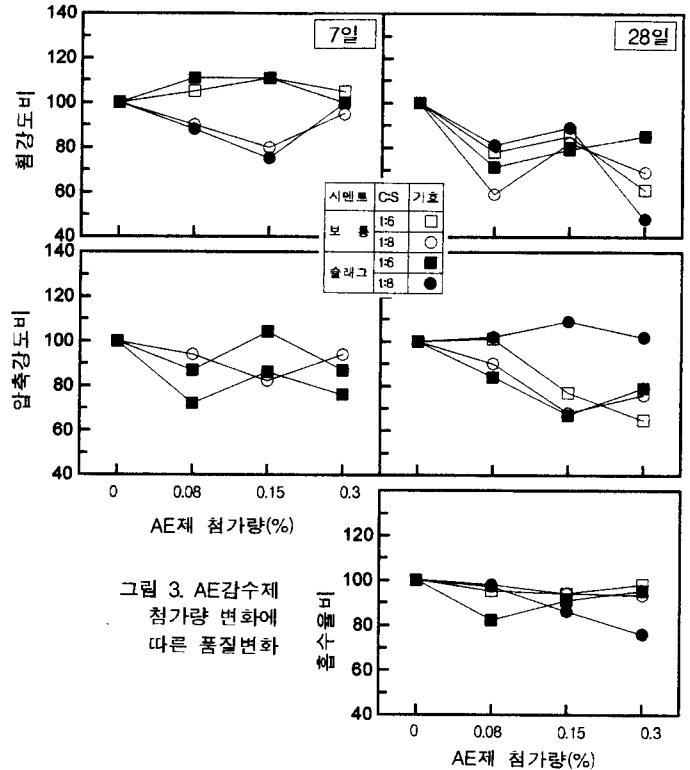 140
120
100
80
60
40
휨강도비
7일
28일
시멘트 C:S 기호
보 통 1:6
1:8
슬래그 1:6
1:8
140
120
100
80
60
40
압축강도비
0 0.08 0.15 0.3
AE제 첨가량(%)
그림 3. AE감수제
첨가량 변화에
따른 품질변화
120
100
80
60
40
흡수율비
0 0.08 0.15 0.3
AE제 첨가량(%)